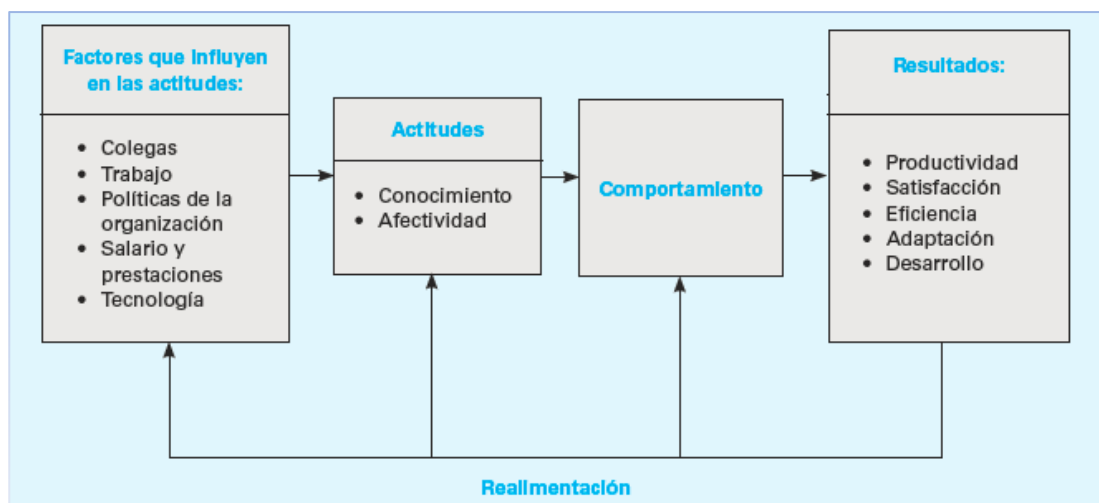 Factores que influyen
en las actitudes:
• Colegas
• Trabajo
• Políticas de la
organización
• Salario y
prestaciones
• Tecnología
Actitudes
• Conocimiento
• Afectividad
Comportamiento
Resultados:
• Productividad
• Satisfacción
• Eficiencia
• Adaptación
• Desarrollo
Realimentación